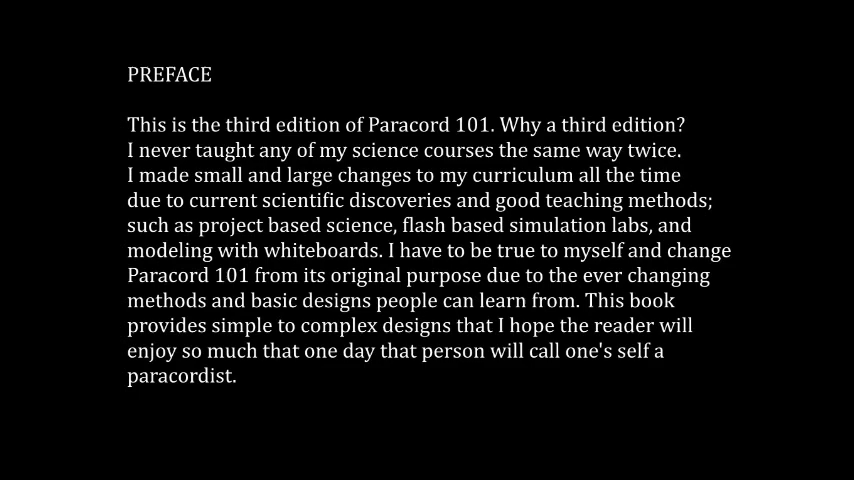 PREFACE
This is the third edition of Paracord 101. Why a third edition?
I never taught any of my science courses the same way twice.
I made small and large changes to my curriculum all the time
due to current scientific discoveries and good teaching methods;
such as project based science, flash based simulation labs, and
modeling with whiteboards. I have to be true to myself and change
Paracord 101 from its original purpose due to the ever changing
methods and basic designs people can learn from. This book
provides simple to complex designs that I hope the reader will
enjoy so much that one day that person will call one's self a
paracordist.